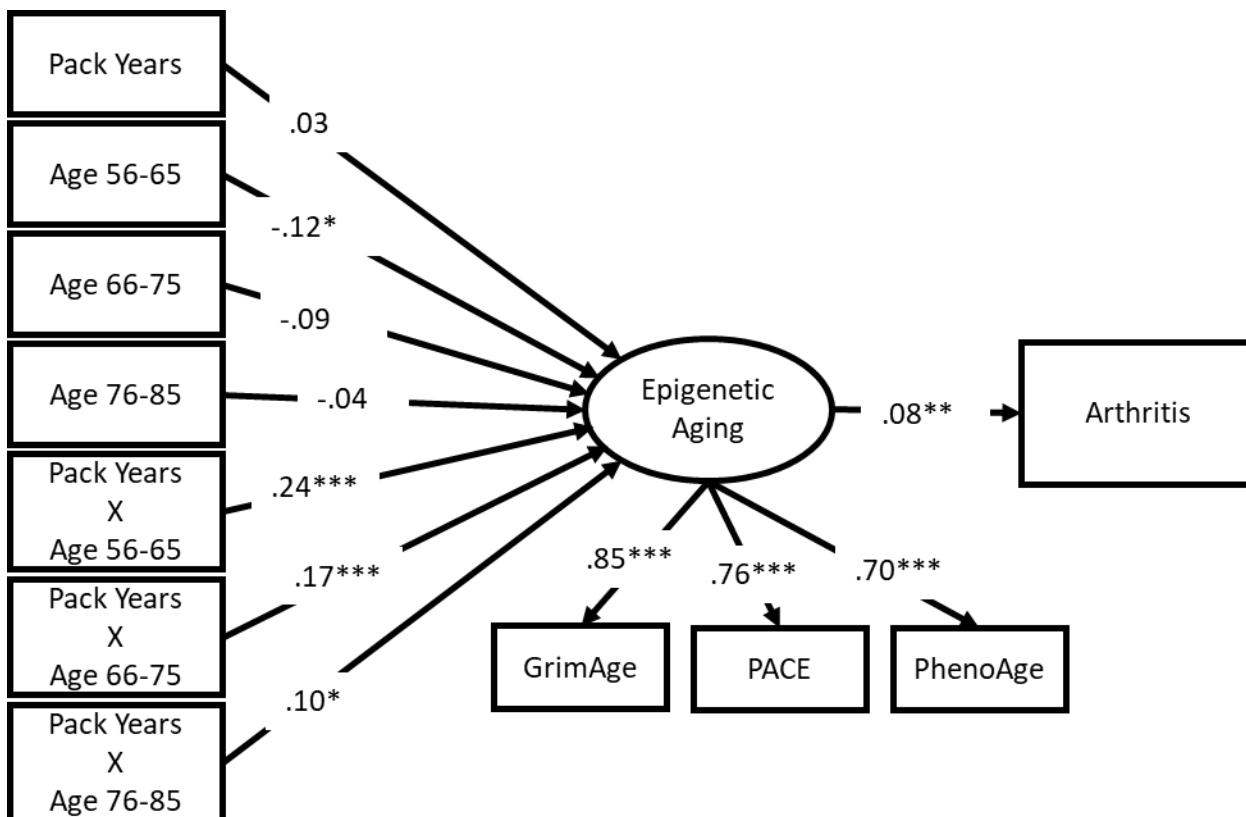 Pack Years
.03
Age 56-65
-.12*
Age 66-75
-.09
Age 76-85
-.04
Pack Years
X
Age 56-65
.24***
Pack Years
X
Age 66-75
.17***
Pack Years
X
Age 76-85
.10*
Epigenetic
Aging
.08**
Arthritis
.85***
.76***
.70***
GrimAge
PACE
PhenoAge